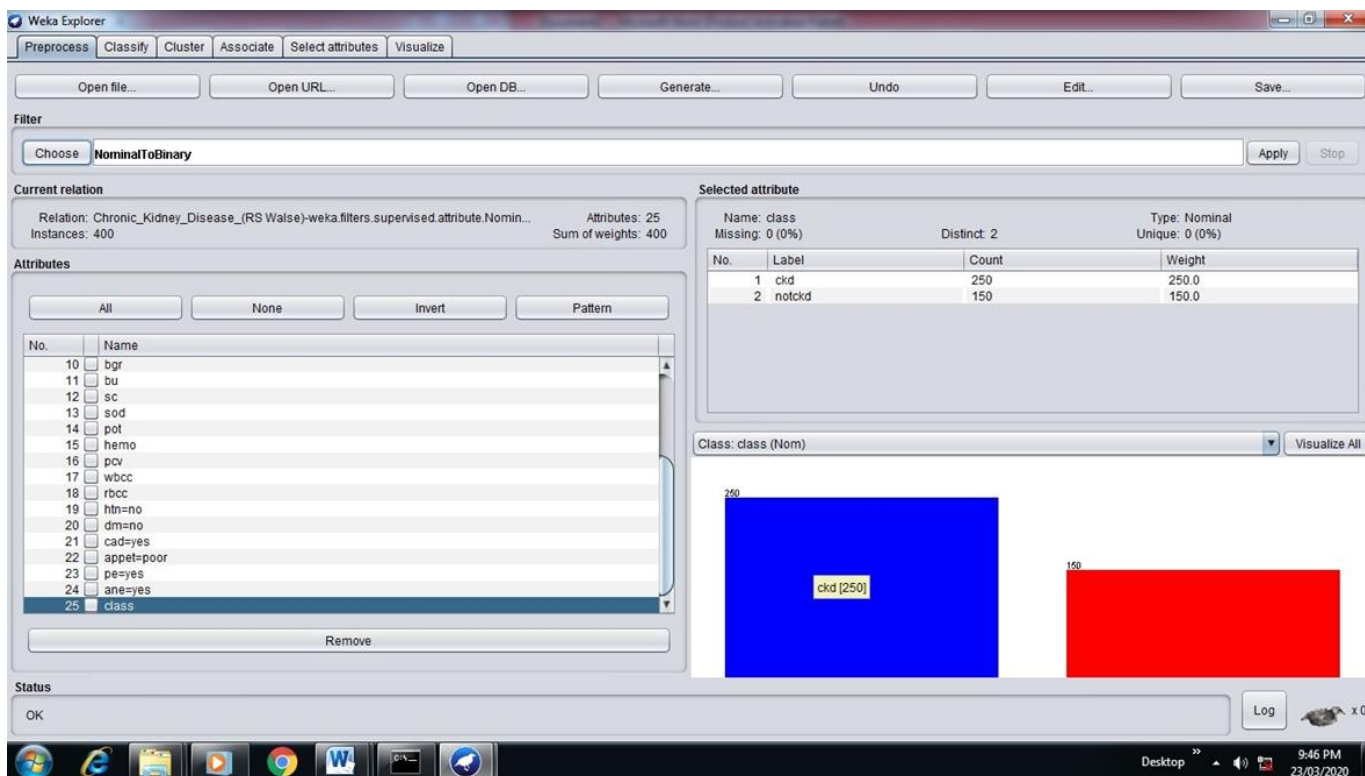 Weka Explorer
Preprocess Classify Cluster Associate Select attributes Visualize
Open file... Open URL... Open DB... Generate... Undo Edit... Save...
Filter
Choose NominalToBinary Apply Stop
Current relation
Relation: Chronic_Kidney_Disease_(RS Walse)-weka.filters.supervised.attribute.Nomin... Attributes: 25
Instances: 400 Sum of weights: 400
Attributes
All None Invert Pattern
No. Name
10 bgr
11 bu
12 sc
13 sod
14 pot
15 hemo
16 pcv
17 wbcc
18 rbcc
19 htn=no
20 dm=no
21 cad=yes
22 appet=poor
23 pe=yes
24 ane=yes
25 class
Remove
Selected attribute
Name: class Type: Nominal
Missing: 0 (0%) Distinct: 2 Unique: 0 (0%)
No. Label Count Weight
1 ckd 250 250.0
2 notckd 150 150.0
Class: class (Nom) Visualize All
250
150
ckd [250]
Status
OK
Log x 0
Desktop 9:46 PM
23/03/2020